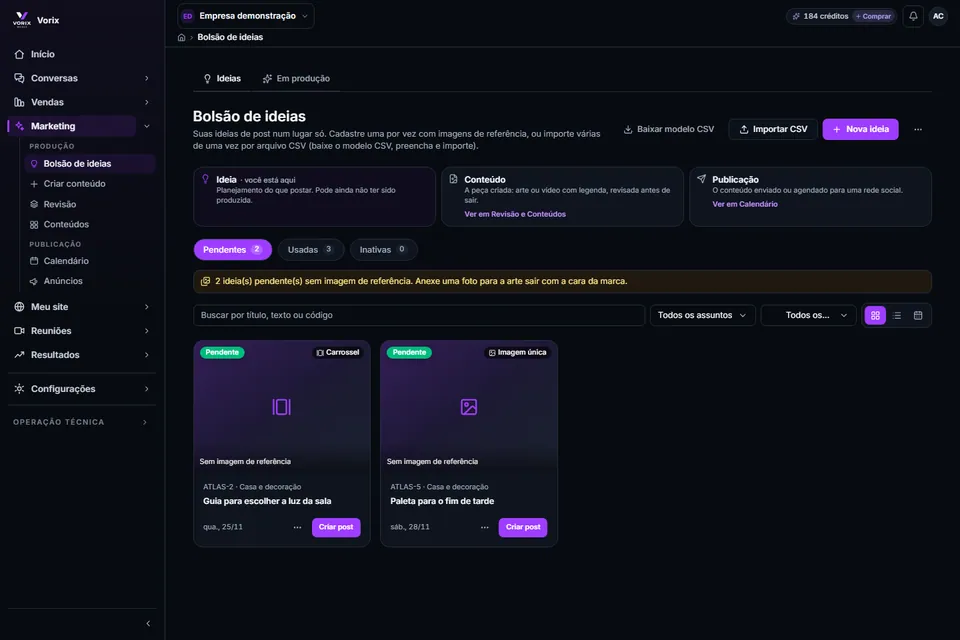 VORIX
Vorix
Início
Conversas
Vendas
Marketing
PRODUÇÃO
Bolsão de ideias
Criar conteúdo
Revisão
Conteúdos
PUBLICAÇÃO
Calendário
Anúncios
Meu site
Reuniões
Resultados
Configurações
OPERAÇÃO TÉCNICA
ED Empresa demonstração
184 créditos + Comprar
AC
Bolsão de ideias
Ideias
Em produção
Bolsão de ideias
Suas ideias de post num lugar só. Cadastre uma por vez com imagens de referência, ou importe várias
de uma vez por arquivo CSV (baixe o modelo CSV, preencha e importe).
Baixar modelo CSV
Importar CSV
+ Nova ideia
...
Ideia · você está aqui
Planejamento do que postar. Pode ainda não ter sido
produzida.
Conteúdo
A peça criada: arte ou vídeo com legenda, revisada antes de
sair.
Ver em Revisão e Conteúdos
Publicação
O conteúdo enviado ou agendado para uma rede social.
Ver em Calendário
Pendentes 2
Usadas 3
Inativas 0
2 ideia(s) pendente(s) sem imagem de referência. Anexe uma foto para a arte sair com a cara da marca.
Buscar por título, texto ou código
Todos os assuntos
Todos os...
Pendente
Carrossel
Sem imagem de referência
ATLAS-2 · Casa e decoração
Guia para escolher a luz da sala
qua., 25/11
...
Criar post
Pendente
Imagem única
Sem imagem de referência
ATLAS-5 · Casa e decoração
Paleta para o fim de tarde
sáb., 28/11
...
Criar post